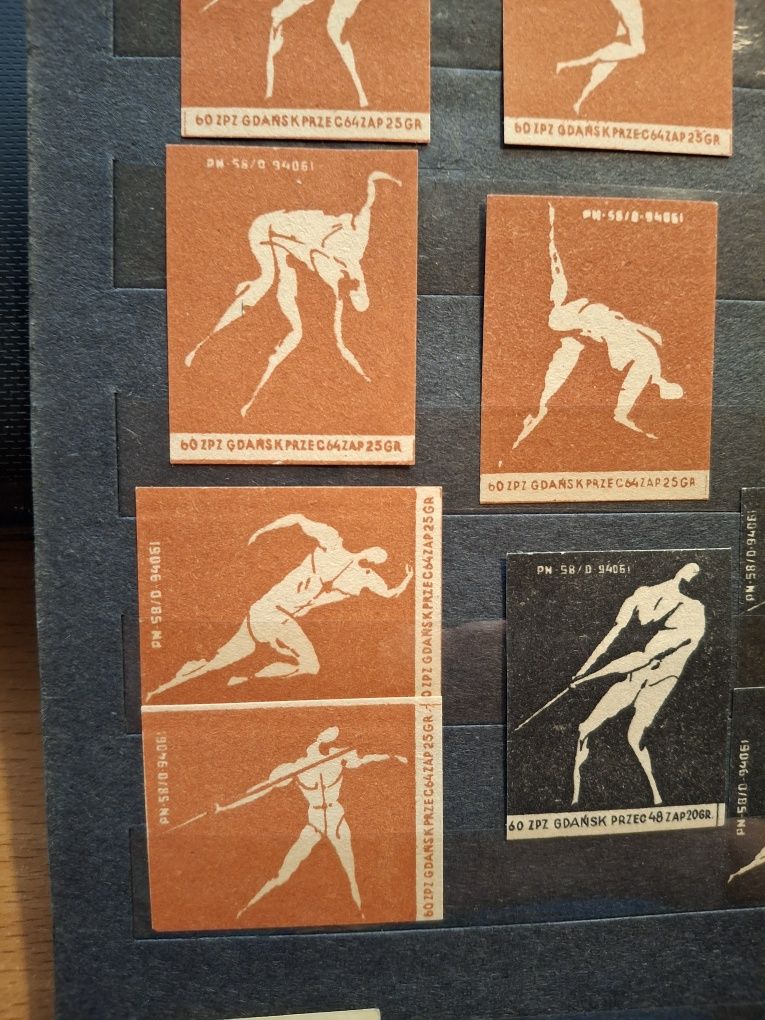 60 ZPZ GDAŃSK PRZEC 64 ZAP 25 GR
60 ZPZ GDAŃSK PRZEC 64 ZAP 25 GR
PN-58/D-94061
60 ZPZ GDAŃSK PRZEC 64 ZAP 25 GR
PN-58/D-94061
60 ZPZ GDAŃSK PRZEC 64 ZAP 25 GR
PN-58/D-94061
0 ZPZ GDAŃSK PRZEC 64 ZAP 25 GR
PN-58/D-94061
60 ZPZ GDAŃSK PRZEC 64 ZAP 25 GR
PN-58/D-94061
60 ZPZ GDAŃSK PRZEC 48 ZAP 20 GR.
PN-58/D-94061
PN-58/D-94061